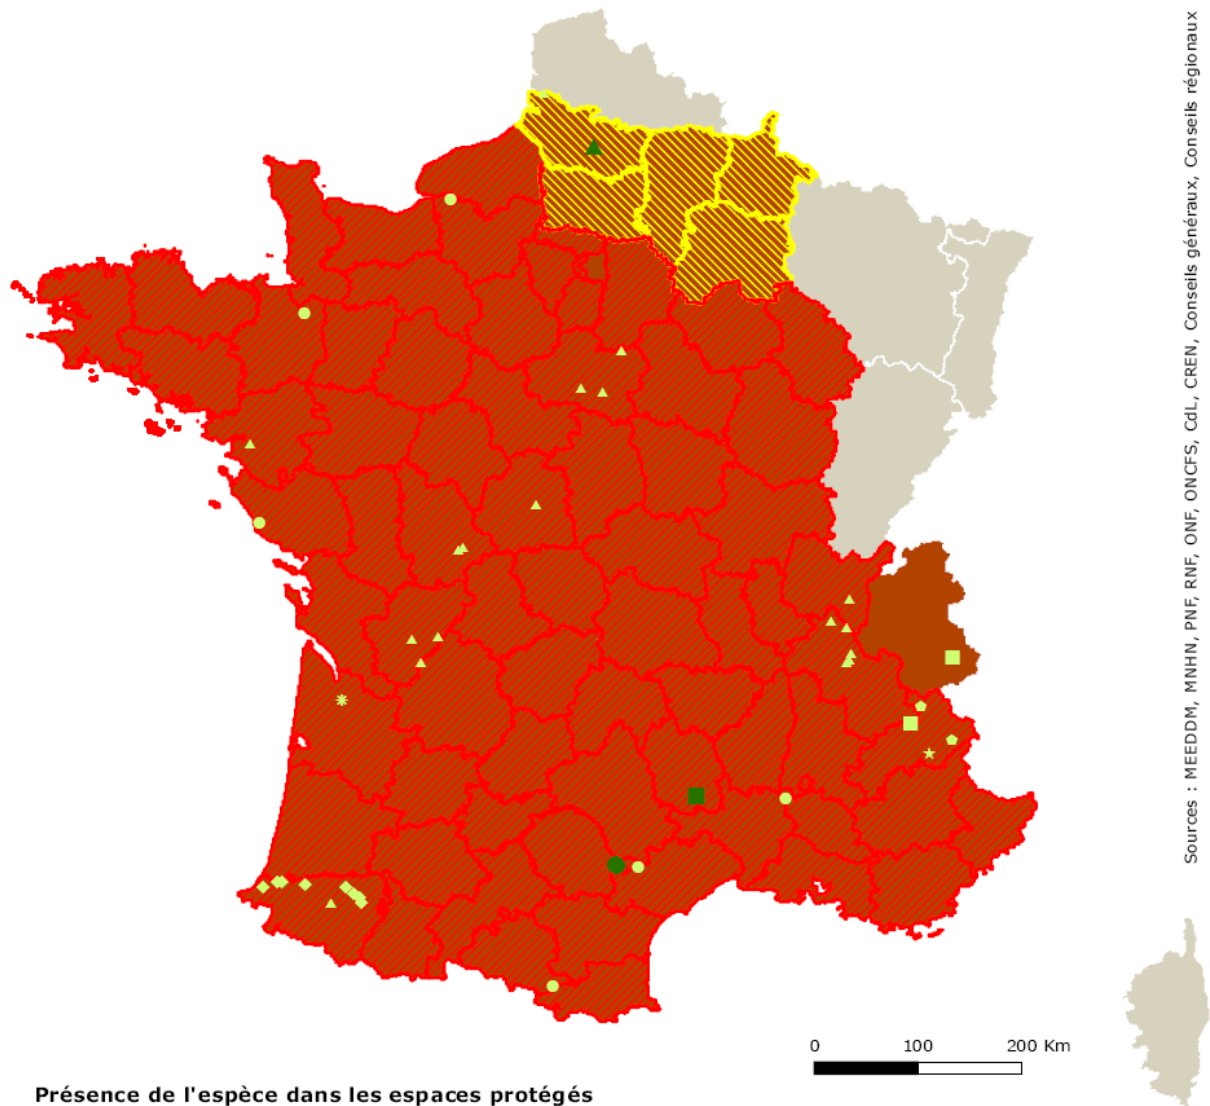 Sources : MEEDDM, MNHN, PNF, RNF, ONF, ONCFS, CdL, CREN, Conseils généraux, Conseils régionaux
0 100 200 Km
Présence de l'espèce dans les espaces protégés